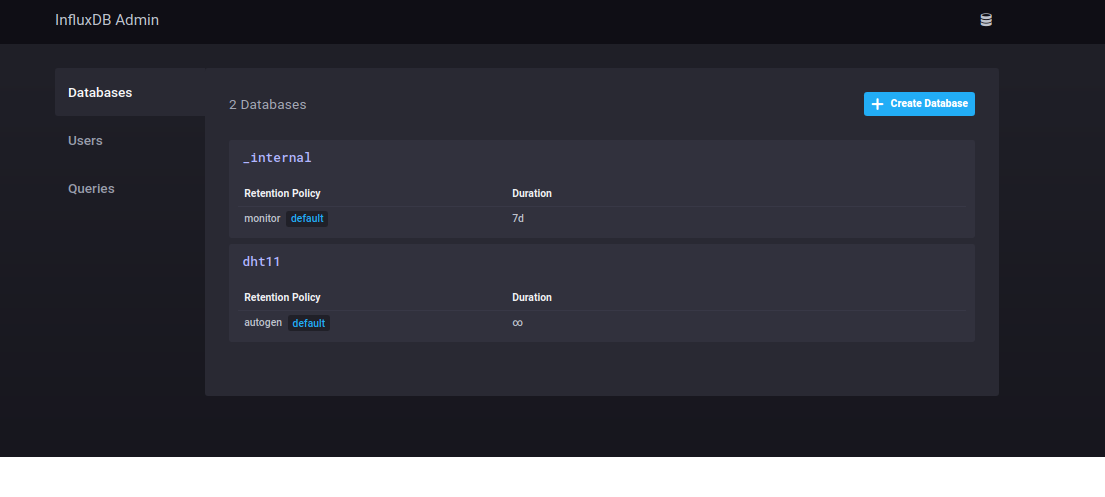 InfluxDB Admin
Databases
Users
Queries
2 Databases
Create Database
_internal
Retention Policy Duration
monitor default 7d
dht11
Retention Policy Duration
autogen default ∞